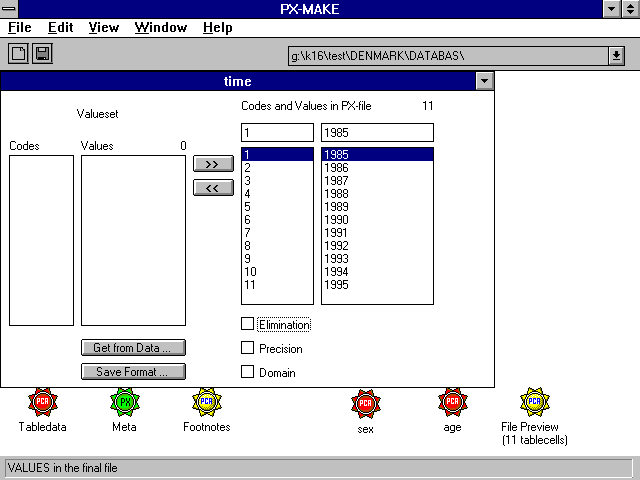 PX-MAKE
File Edit View Window Help
g:\k16\test\DENMARK\DATABAS\
time
Codes and Values in PX-file 11
Valueset
1 1985
Codes Values 0
>>
<<
1 1985
2 1986
3 1987
4 1988
5 1989
6 1990
7 1991
8 1992
9 1993
10 1994
11 1995
Elimination
Get from Data ...
Precision
Save Format ...
Domain
PCA PX PCA PCA PCA PCA
Tabledata Meta Footnotes sex age File Preview
(11 tablecells)
VALUES in the final file